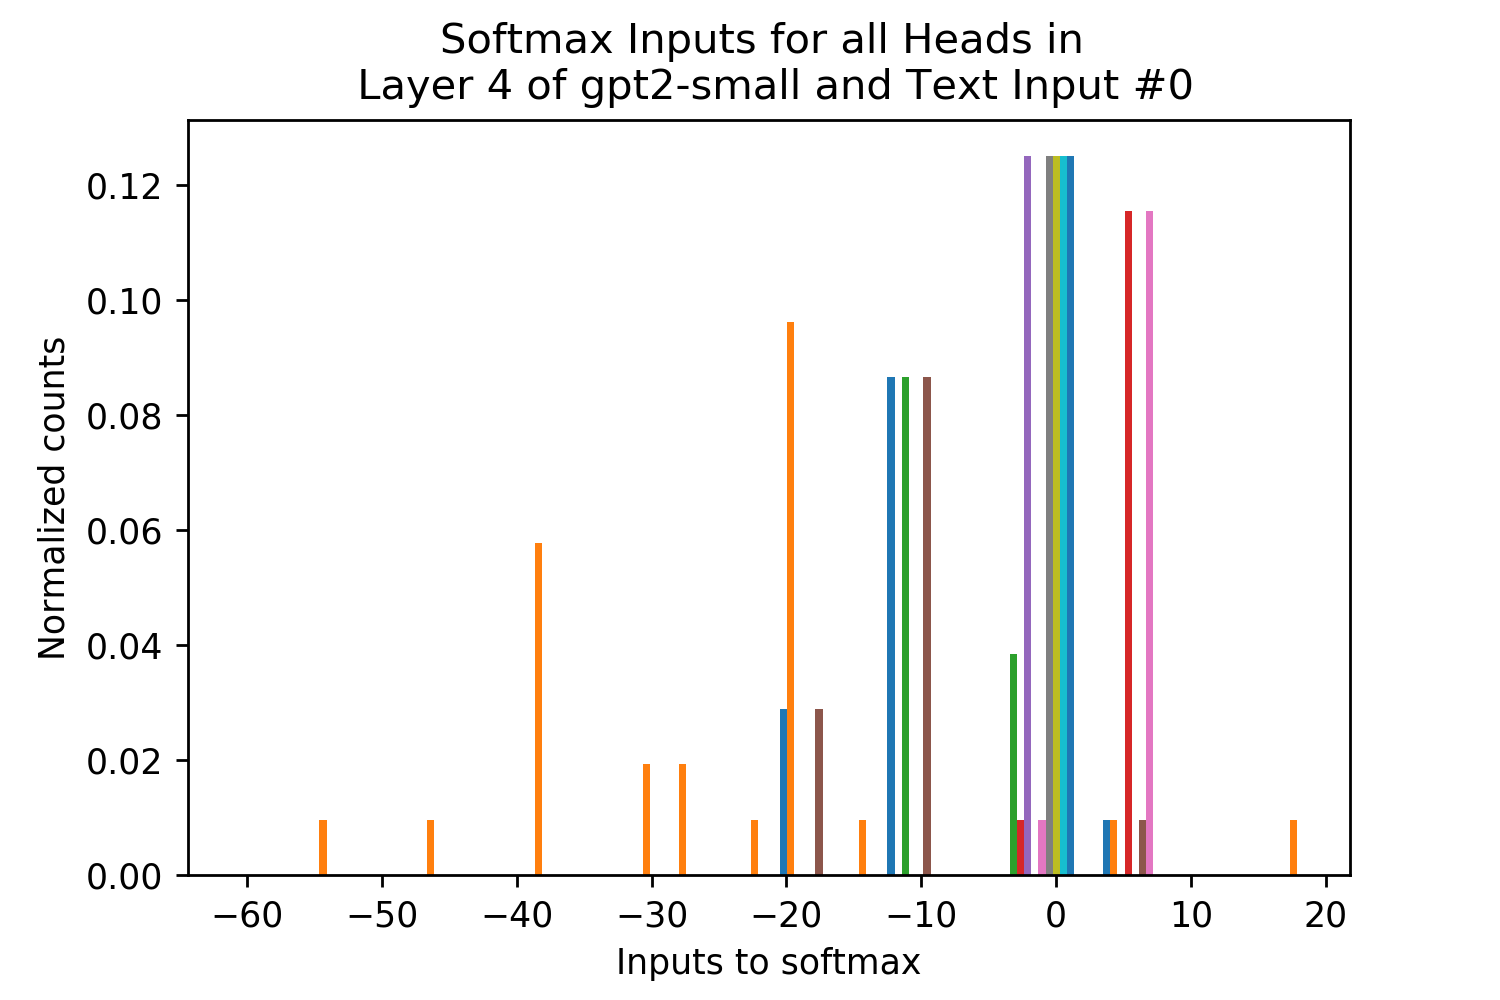 Softmax Inputs for all Heads in
Layer 4 of gpt2-small and Text Input #0
Normalized counts
0.12
0.10
0.08
0.06
0.04
0.02
0.00
−60 −50 −40 −30 −20 −10 0 10 20
Inputs to softmax